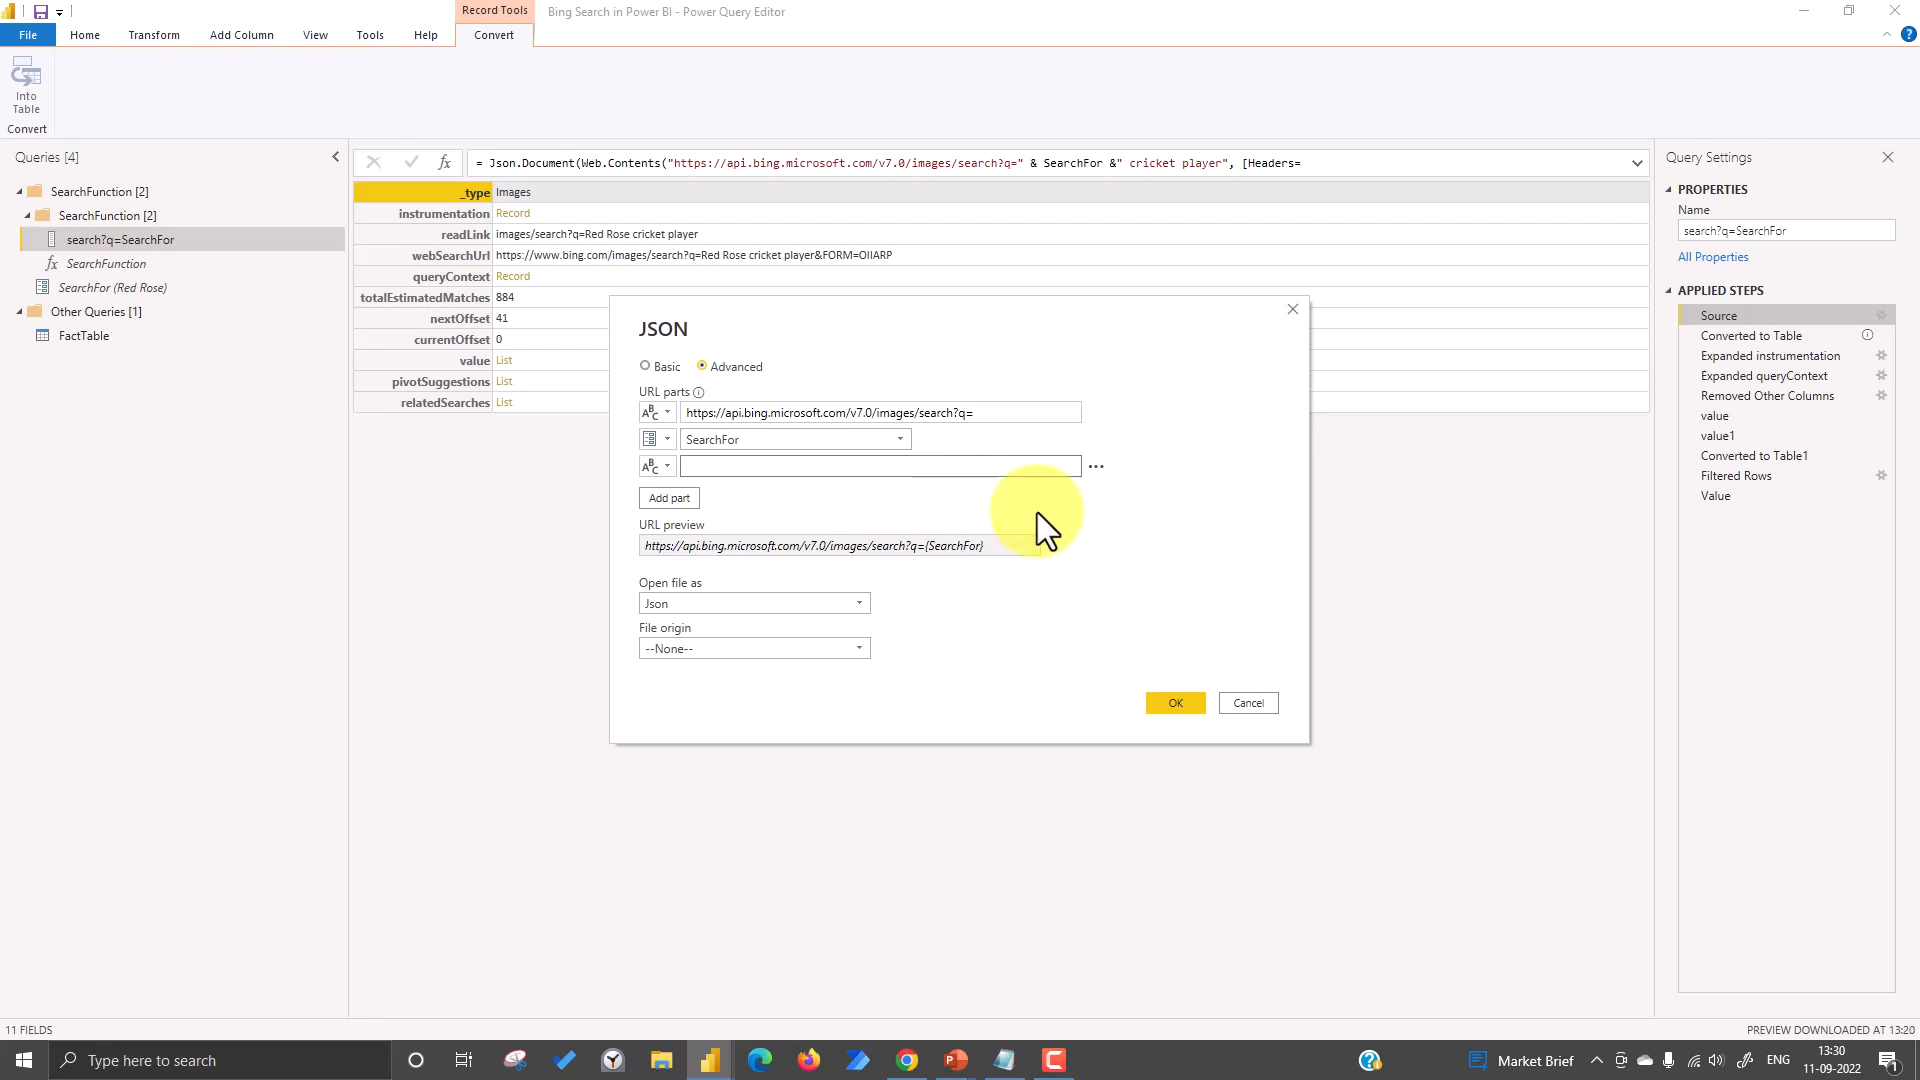 Record Tools
Bing Search in Power BI - Power Query Editor
File
Home
Transform
Add Column
View
Tools
Help
Convert
Into
Table
Convert
Queries [4]
= Json.Document(Web.Contents("https://api.bing.microsoft.com/v7.0/images/search?q=" & SearchFor &" cricket player", [Headers=
Query Settings
SearchFunction [2]
SearchFunction [2]
search?q=SearchFor
fx SearchFunction
SearchFor (Red Rose)
Other Queries [1]
FactTable
_type Images
instrumentation Record
readLink images/search?q=Red Rose cricket player
webSearchUrl https://www.bing.com/images/search?q=Red Rose cricket player&FORM=OIIARP
queryContext Record
totalEstimatedMatches 884
nextOffset 41
currentOffset 0
value List
pivotSuggestions List
relatedSearches List
JSON
Basic Advanced
URL parts
https://api.bing.microsoft.com/v7.0/images/search?q=
SearchFor
Add part
URL preview
https://api.bing.microsoft.com/v7.0/images/search?q={SearchFor}
Open file as
Json
File origin
--None--
OK
Cancel
PROPERTIES
Name
search?q=SearchFor
All Properties
APPLIED STEPS
Source
Converted to Table
Expanded instrumentation
Expanded queryContext
Removed Other Columns
value
value1
Converted to Table1
Filtered Rows
Value
11 FIELDS
PREVIEW DOWNLOADED AT 13:20
Type here to search
Market Brief
ENG
13:30
11-09-2022
1